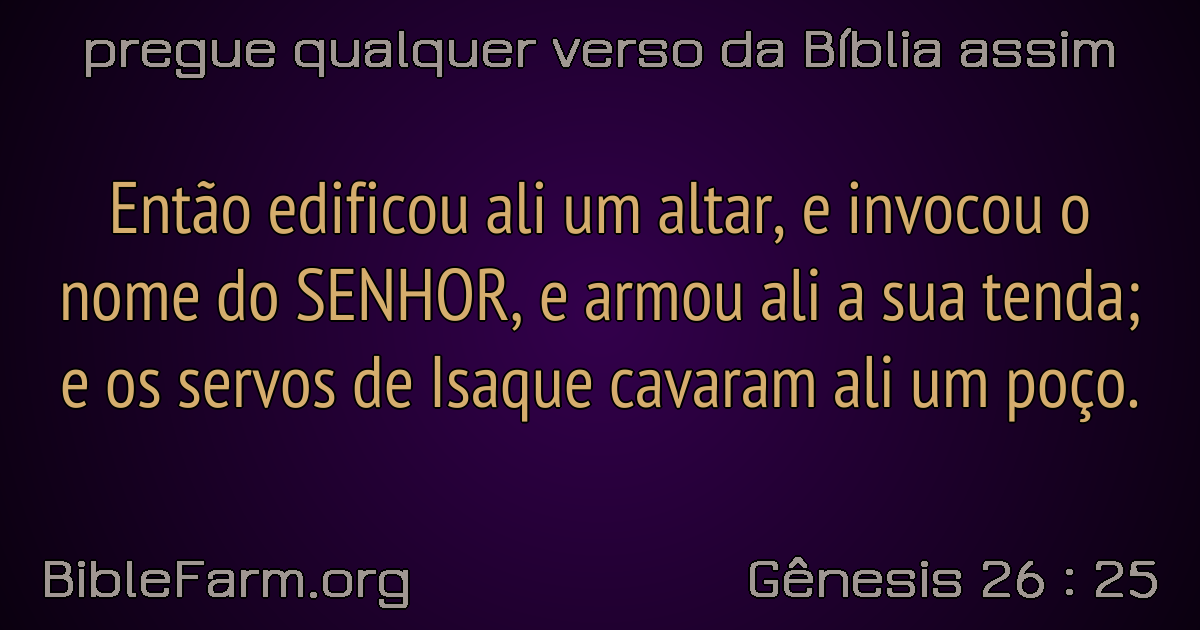 pregue qualquer verso da Bíblia assim
Então edificou ali um altar, e invocou o
nome do SENHOR, e armou ali a sua tenda;
e os servos de Isaque cavaram ali um poço.
BibleFarm.org
Gênesis 26 : 25